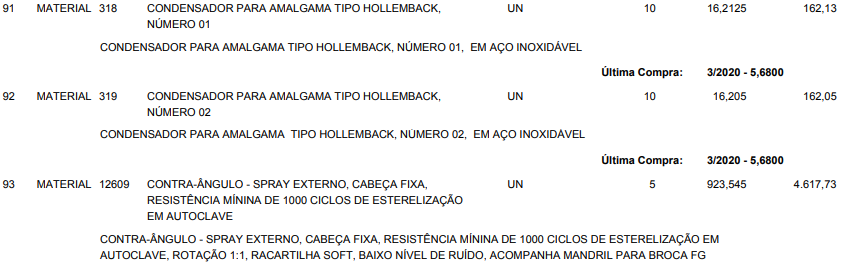 91 MATERIAL 318 CONDENSADOR PARA AMALGAMA TIPO HOLLEMBACK, UN 10 16,2125 162,13
NÚMERO 01
CONDENSADOR PARA AMALGAMA TIPO HOLLEMBACK, NÚMERO 01, EM AÇO INOXIDÁVEL
Última Compra: 3/2020 - 5,6800
92 MATERIAL 319 CONDENSADOR PARA AMALGAMA TIPO HOLLEMBACK, UN 10 16,205 162,05
NÚMERO 02
CONDENSADOR PARA AMALGAMA TIPO HOLLEMBACK, NÚMERO 02, EM AÇO INOXIDÁVEL
Última Compra: 3/2020 - 5,6800
93 MATERIAL 12609 CONTRA-ÂNGULO - SPRAY EXTERNO, CABEÇA FIXA, UN 5 923,545 4.617,73
RESISTÊNCIA MÍNINA DE 1000 CICLOS DE ESTERELIZAÇÃO
EM AUTOCLAVE
CONTRA-ÂNGULO - SPRAY EXTERNO, CABEÇA FIXA, RESISTÊNCIA MÍNINA DE 1000 CICLOS DE ESTERELIZAÇÃO EM
AUTOCLAVE, ROTAÇÃO 1:1, RACARTILHA SOFT, BAIXO NÍVEL DE RUÍDO, ACOMPANHA MANDRIL PARA BROCA FG